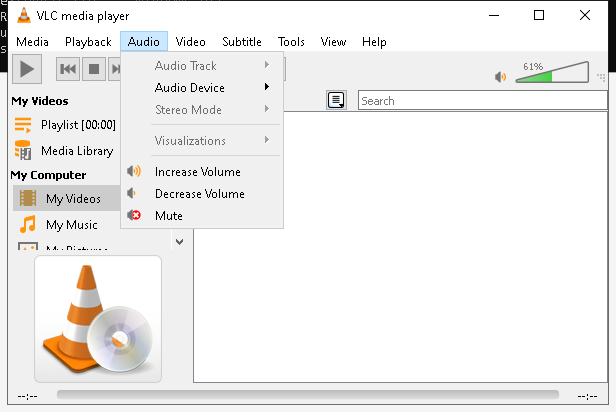 VLC media player
Media Playback Audio Video Subtitle Tools View Help
Audio Track
Audio Device
Stereo Mode
Visualizations
Increase Volume
Decrease Volume
Mute
61%
Search
My Videos
Playlist [00:00]
Media Library
My Computer
My Videos
My Music
My Pictures
--:-- --:--